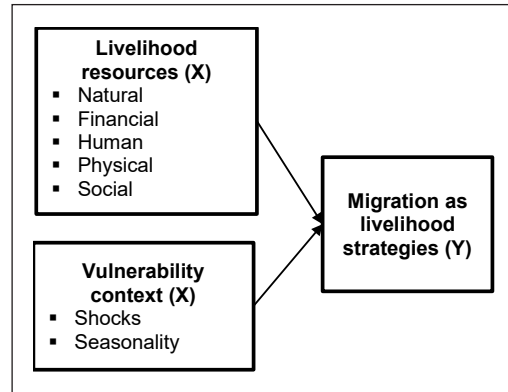 Livelihood
resources (X)
▪ Natural
▪ Financial
▪ Human
▪ Physical
▪ Social
Migration as
livelihood
strategies (Y)
Vulnerability
context (X)
▪ Shocks
▪ Seasonality